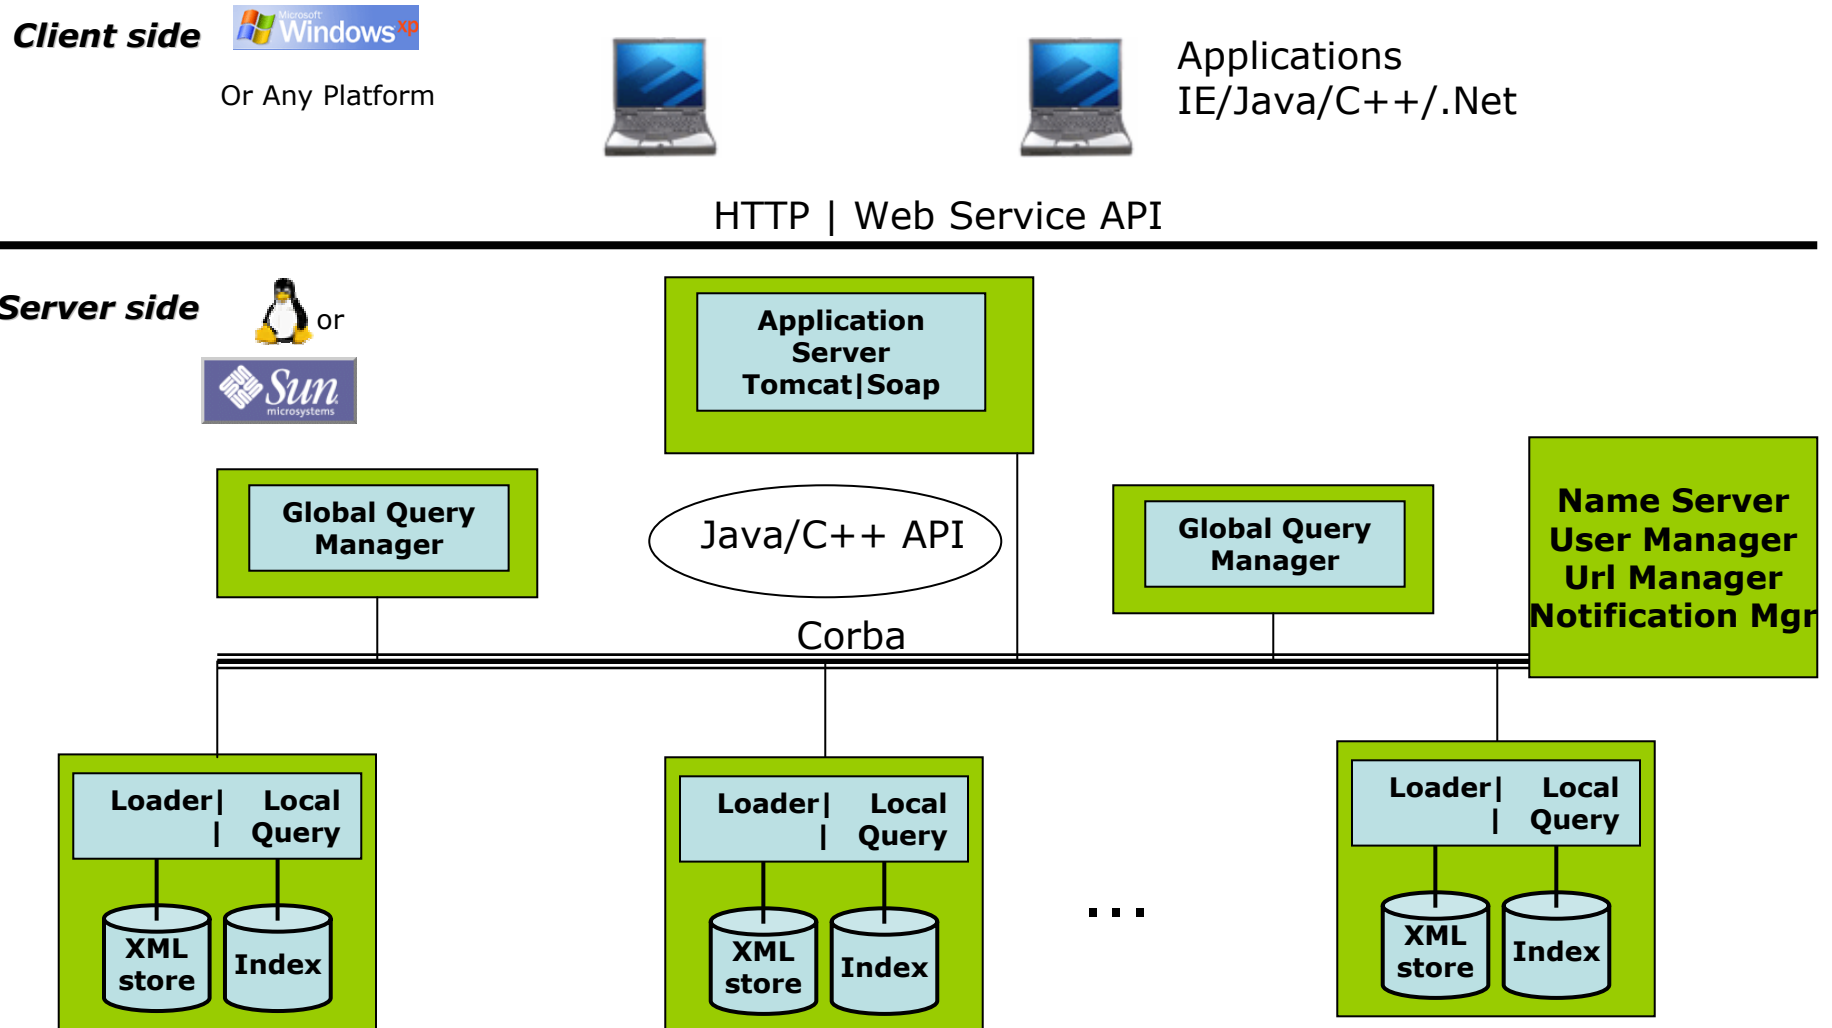 Client side
Microsoft
Windows xp
Or Any Platform
Applications
IE/Java/C++/.Net
HTTP | Web Service API
Server side
or
Sun
microsystems
Application
Server
Tomcat|Soap
Global Query
Manager
Java/C++ API
Global Query
Manager
Name Server
User Manager
Url Manager
Notification Mgr
Corba
Loader| Local
| Query
XML
store
Index
Loader| Local
| Query
XML
store
Index
...
Loader| Local
| Query
XML
store
Index